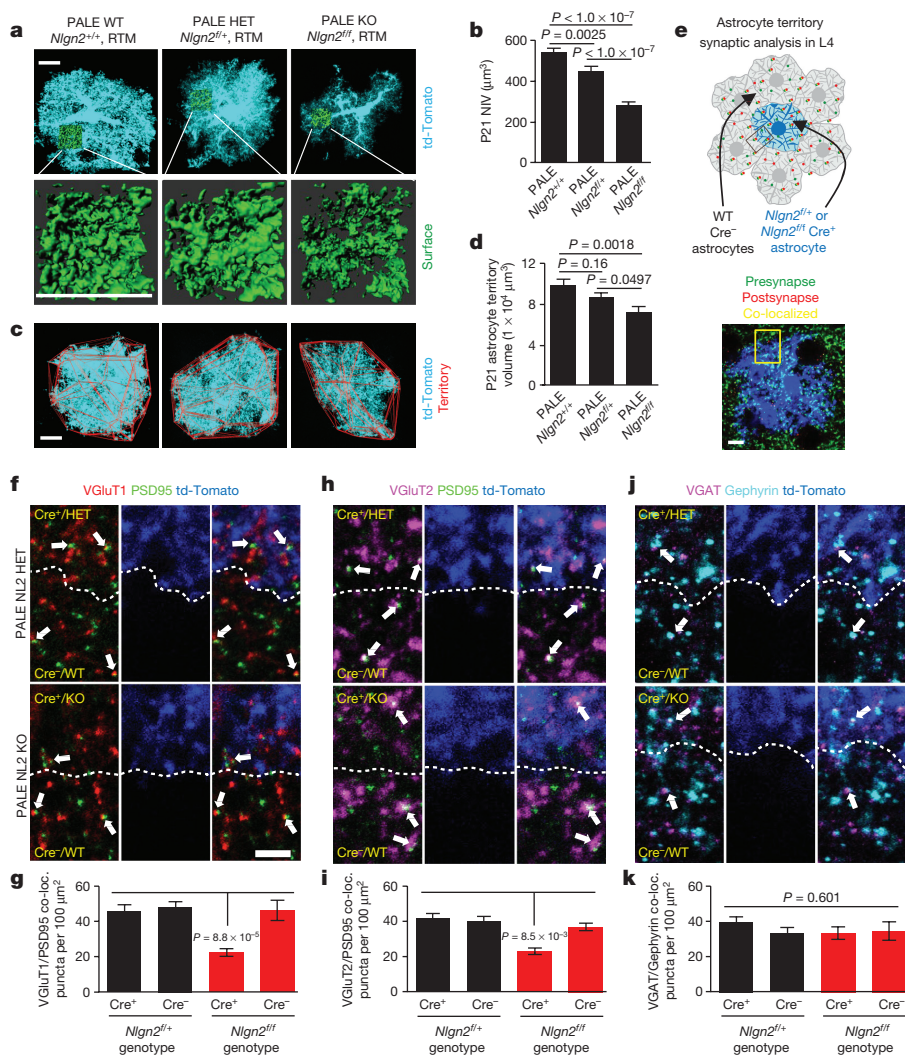 a
PALE WT
Nlgn2+/+, RTM
PALE HET
Nlgn2f/+, RTM
PALE KO
Nlgn2f/f, RTM
td-Tomato
Surface
b
P < 1.0 × 10−7
P = 0.0025
P < 1.0 × 10−7
P21 NIV (μm3)
600
400
200
0
PALE
Nlgn2+/+
PALE
Nlgn2f/+
PALE
Nlgn2f/f
c
td-Tomato
Territory
d
P = 0.0018
P = 0.16
P = 0.0497
P21 astrocyte territory
volume (1 × 104 μm3)
12
8
4
0
PALE
Nlgn2+/+
PALE
Nlgn2f/+
PALE
Nlgn2f/f
e
Astrocyte territory
synaptic analysis in L4
WT
Cre−
astrocytes
Nlgn2f/+ or
Nlgn2f/f Cre+
astrocyte
Presynapse
Postsynapse
Co-localized
f
VGluT1 PSD95 td-Tomato
PALE NL2 HET
Cre+/HET
Cre−/WT
PALE NL2 KO
Cre+/KO
Cre−/WT
h
VGluT2 PSD95 td-Tomato
Cre+/HET
Cre−/WT
Cre+/KO
Cre−/WT
j
VGAT Gephyrin td-Tomato
Cre+/HET
Cre−/WT
Cre+/KO
Cre−/WT
g
VGluT1/PSD95 co-loc.
puncta per 100 μm2
60
40
20
0
P = 8.8 × 10−5
Cre+ Cre− Cre+ Cre−
Nlgn2f/+
genotype
Nlgn2f/f
genotype
i
VGluT2/PSD95 co-loc.
puncta per 100 μm2
60
40
20
0
P = 8.5 × 10−3
Cre+ Cre− Cre+ Cre−
Nlgn2f/+
genotype
Nlgn2f/f
genotype
k
VGAT/Gephyrin co-loc.
puncta per 100 μm2
60
40
20
0
P = 0.601
Cre+ Cre− Cre+ Cre−
Nlgn2f/+
genotype
Nlgn2f/f
genotype